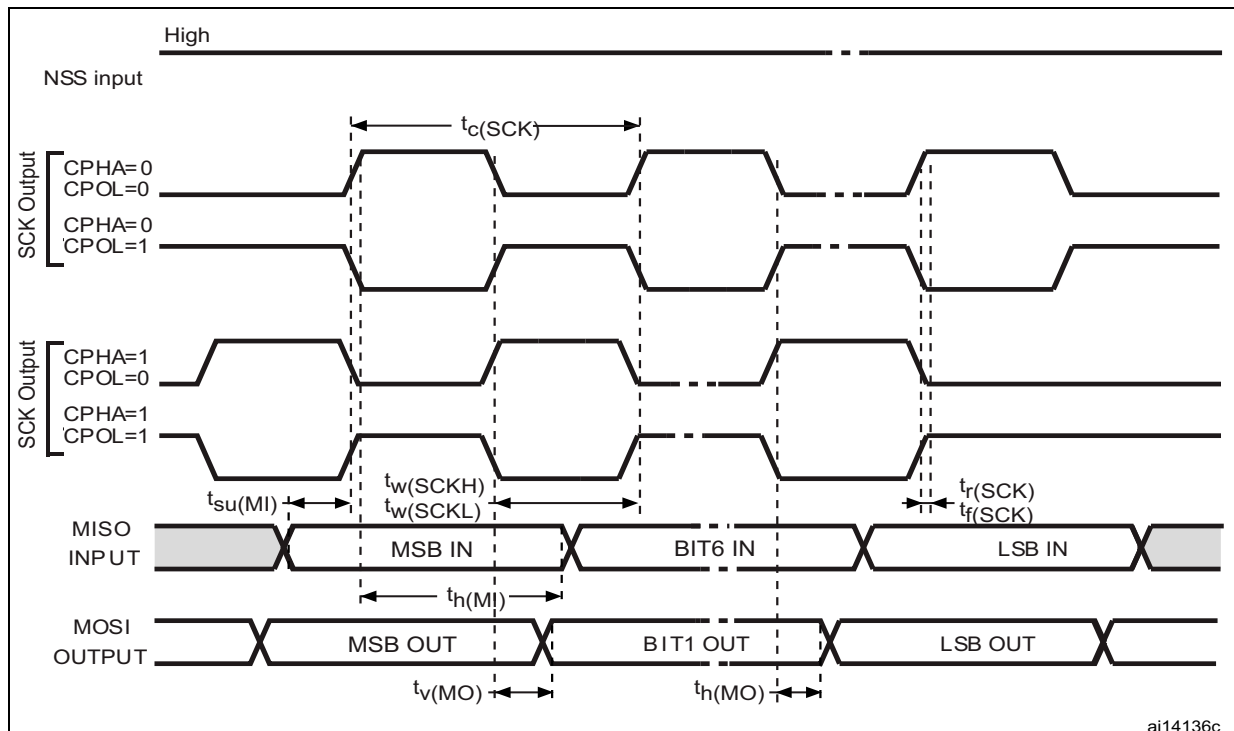 High
NSS input
tc(SCK)
SCK Output
CPHA=0
CPOL=0
CPHA=0
CPOL=1
SCK Output
CPHA=1
CPOL=0
CPHA=1
CPOL=1
tsu(MI)
tw(SCKH)
tw(SCKL)
tr(SCK)
tf(SCK)
MISO
INPUT
MSB IN
BIT6 IN
LSB IN
th(MI)
MOSI
OUTPUT
MSB OUT
BIT1 OUT
LSB OUT
tv(MO)
th(MO)
ai14136c